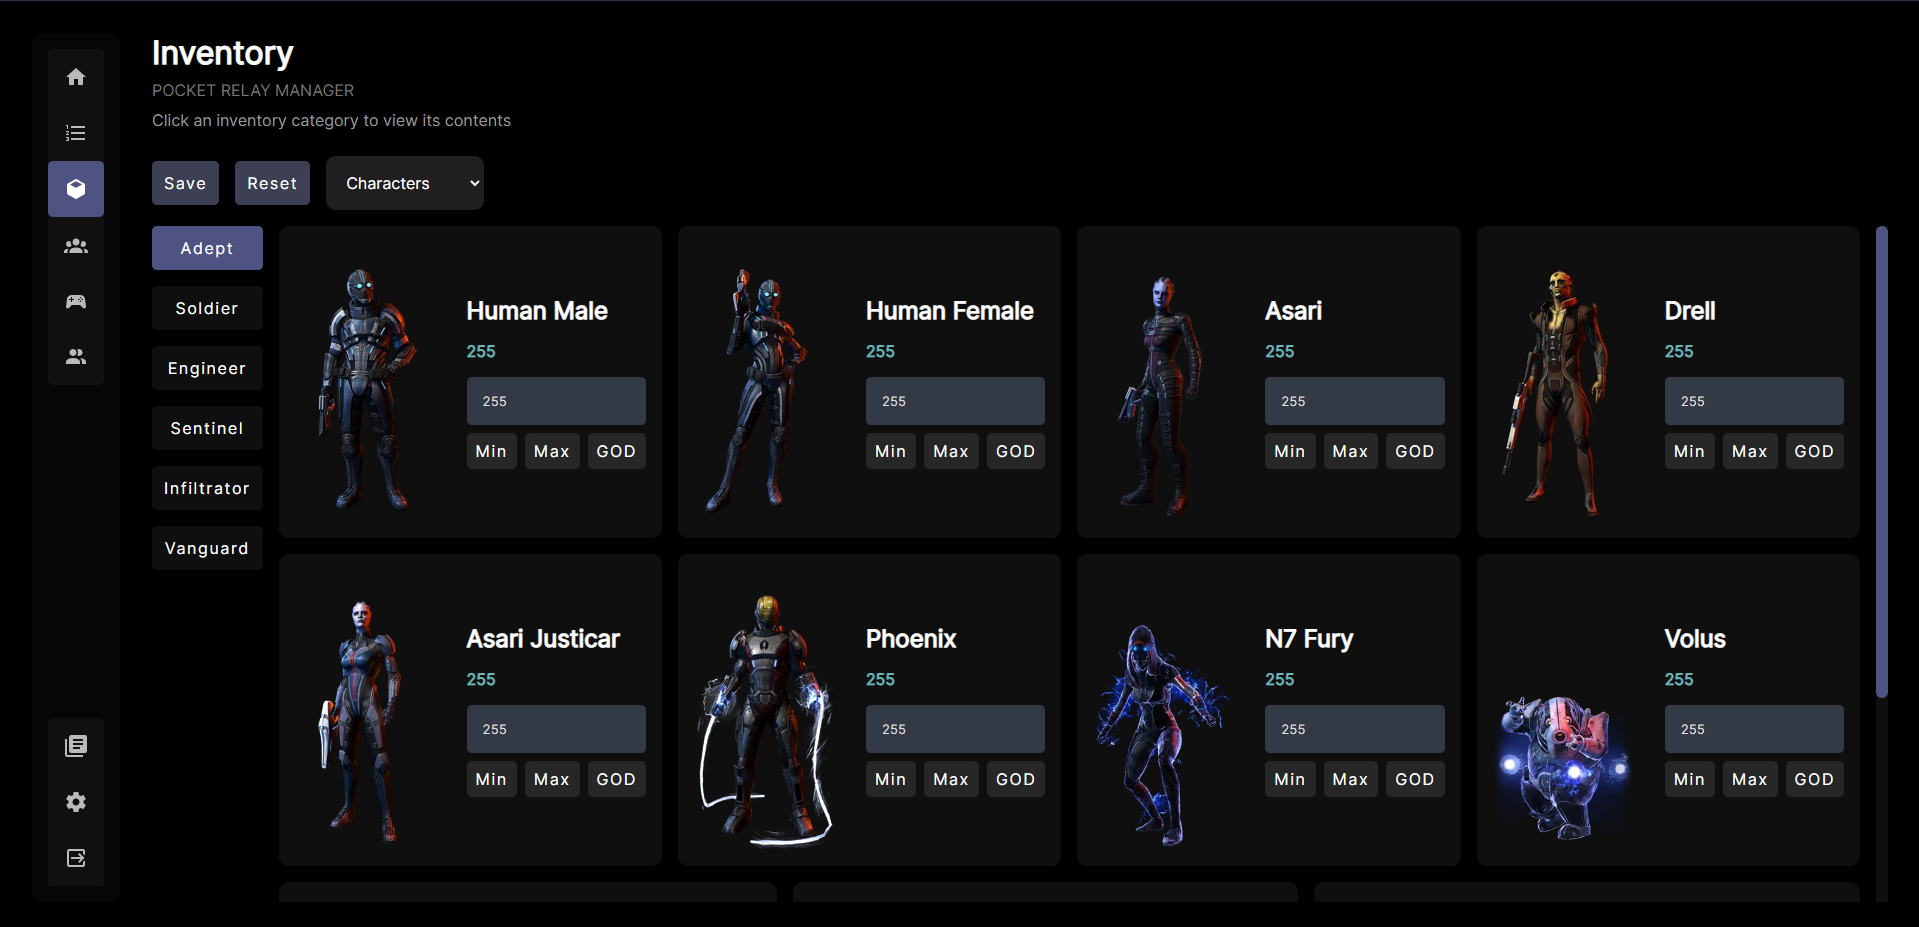 Inventory
POCKET RELAY MANAGER
Click an inventory category to view its contents
Save Reset Characters
Adept
Soldier
Engineer
Sentinel
Infiltrator
Vanguard
Human Male
255
255
Min Max GOD
Human Female
255
255
Min Max GOD
Asari
255
255
Min Max GOD
Drell
255
255
Min Max GOD
Asari Justicar
255
255
Min Max GOD
Phoenix
255
255
Min Max GOD
N7 Fury
255
255
Min Max GOD
Volus
255
255
Min Max GOD